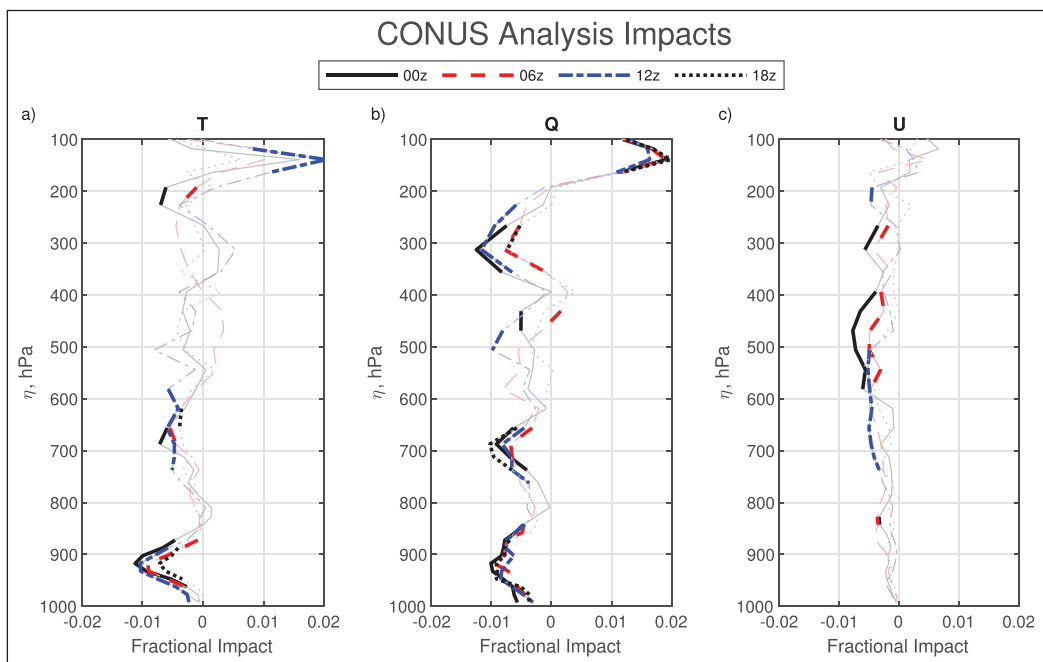 CONUS Analysis Impacts
00z 06z 12z 18z
a) b) c)
T Q U
100 100 100
200 200 200
300 300 300
400 400 400
500 500 500
600 600 600
700 700 700
800 800 800
900 900 900
1000 1000 1000
-0.02 -0.01 0 0.01 0.02 -0.02 -0.01 0 0.01 0.02 -0.02 -0.01 0 0.01 0.02
Fractional Impact Fractional Impact Fractional Impact
η, hPa η, hPa η, hPa